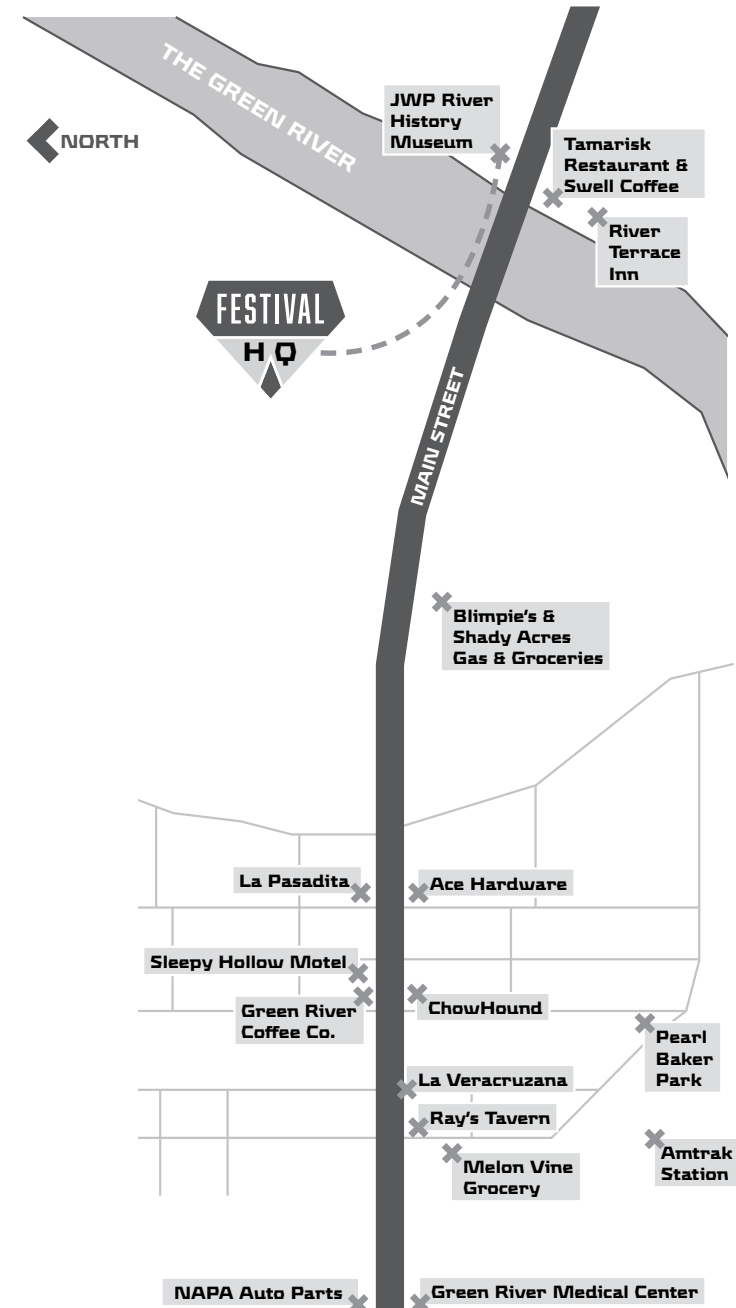 THE GREEN RIVER
NORTH
JWP River
History
Museum
Tamarisk
Restaurant &
Swell Coffee
River
Terrace
Inn
FESTIVAL
HQ
MAIN STREET
Blimpie's &
Shady Acres
Gas & Groceries
La Pasadita
Ace Hardware
Sleepy Hollow Motel
Green River
Coffee Co.
ChowHound
Pearl
Baker
Park
La Veracruzana
Ray's Tavern
Melon Vine
Grocery
Amtrak
Station
NAPA Auto Parts
Green River Medical Center